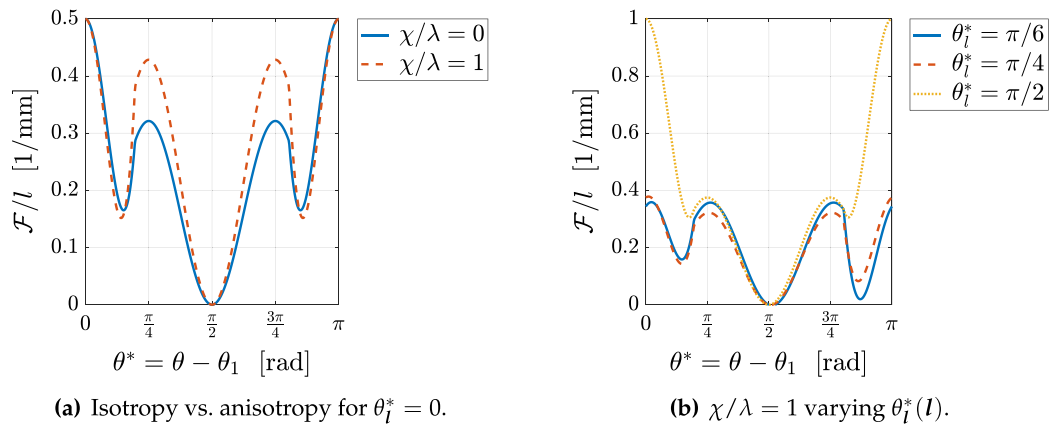 0.5
0.4
0.3
0.2
0.1
0
ℱ/l [1/mm]
0 π/4 π/2 3π/4 π
θ* = θ − θ₁ [rad]
χ/λ = 0
χ/λ = 1
(a) Isotropy vs. anisotropy for θ*_l = 0.
1
0.8
0.6
0.4
0.2
0
ℱ/l [1/mm]
0 π/4 π/2 3π/4 π
θ* = θ − θ₁ [rad]
θ*_l = π/6
θ*_l = π/4
θ*_l = π/2
(b) χ/λ = 1 varying θ*_l(l).